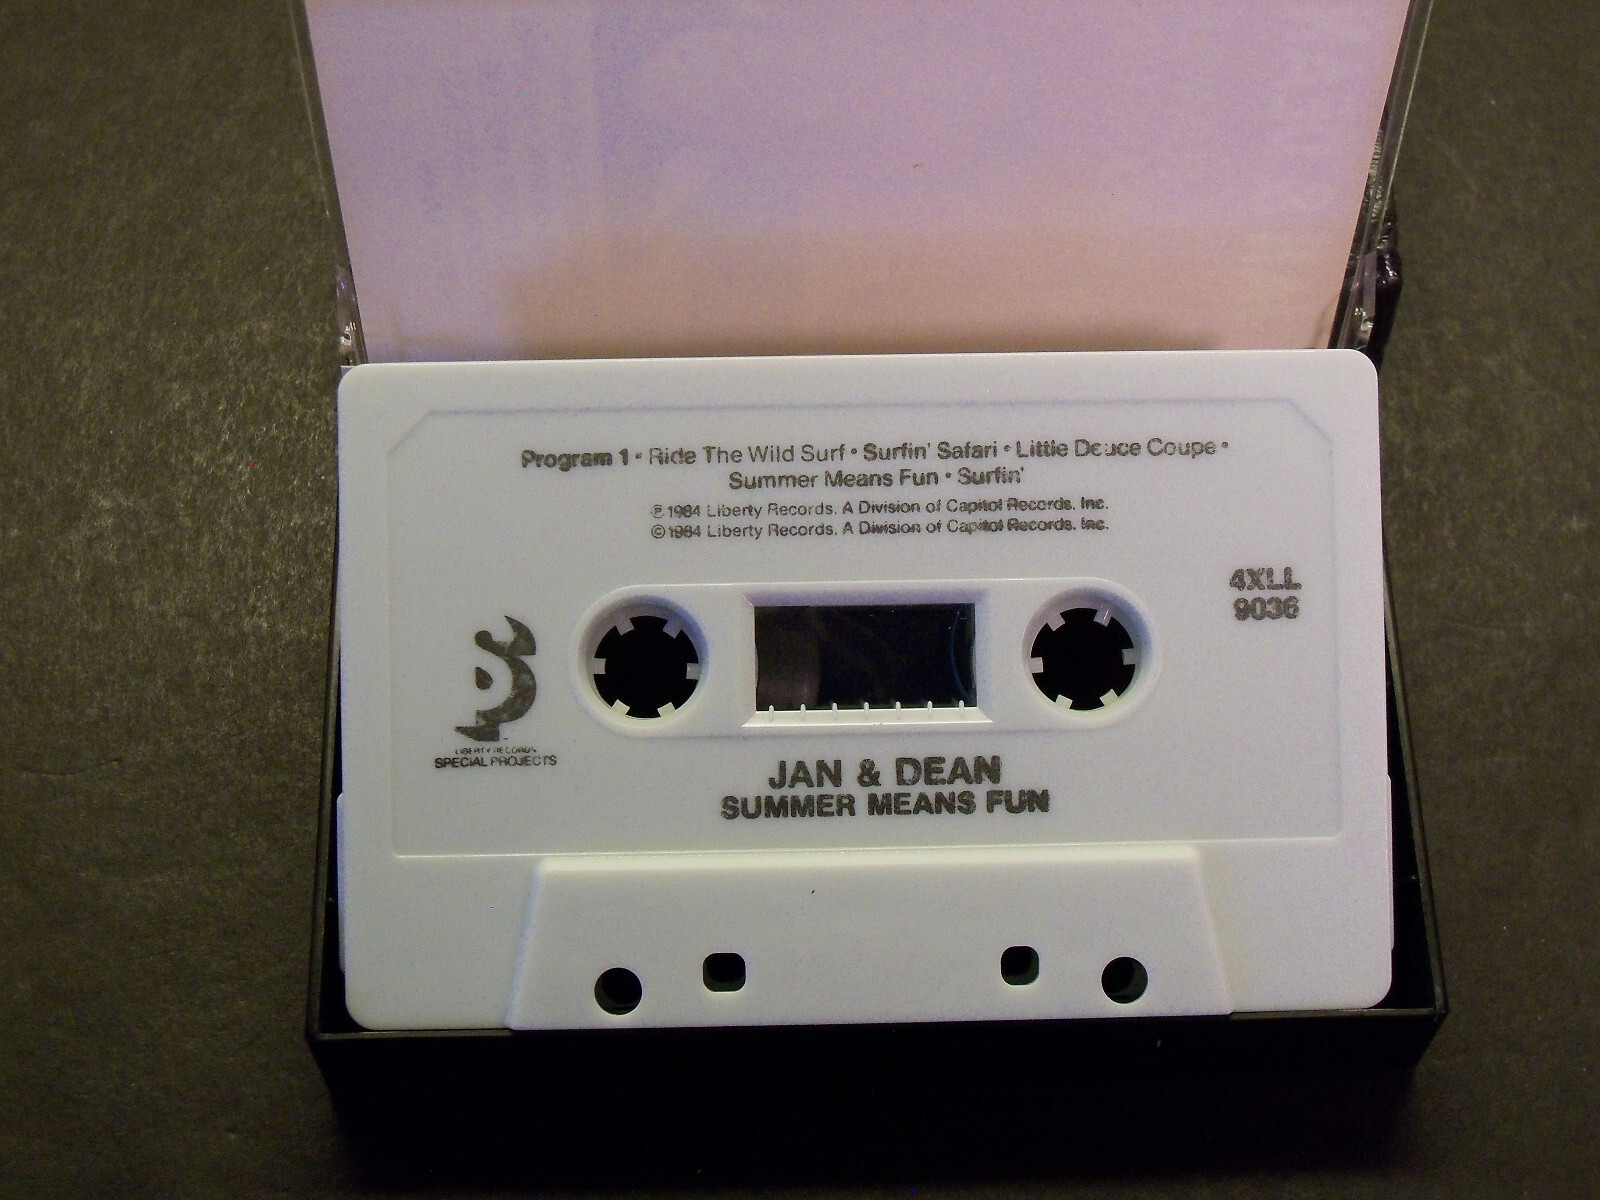 Program 1 • Ride The Wild Surf • Surfin' Safari • Little Deuce Coupe •
Summer Means Fun • Surfin'
℗1984 Liberty Records. A Division of Capitol Records. Inc.
©1984 Liberty Records. A Division of Capitol Records. Inc.
4XLL
9036
LIBERTY RECORDS
SPECIAL PROJECTS
JAN & DEAN
SUMMER MEANS FUN